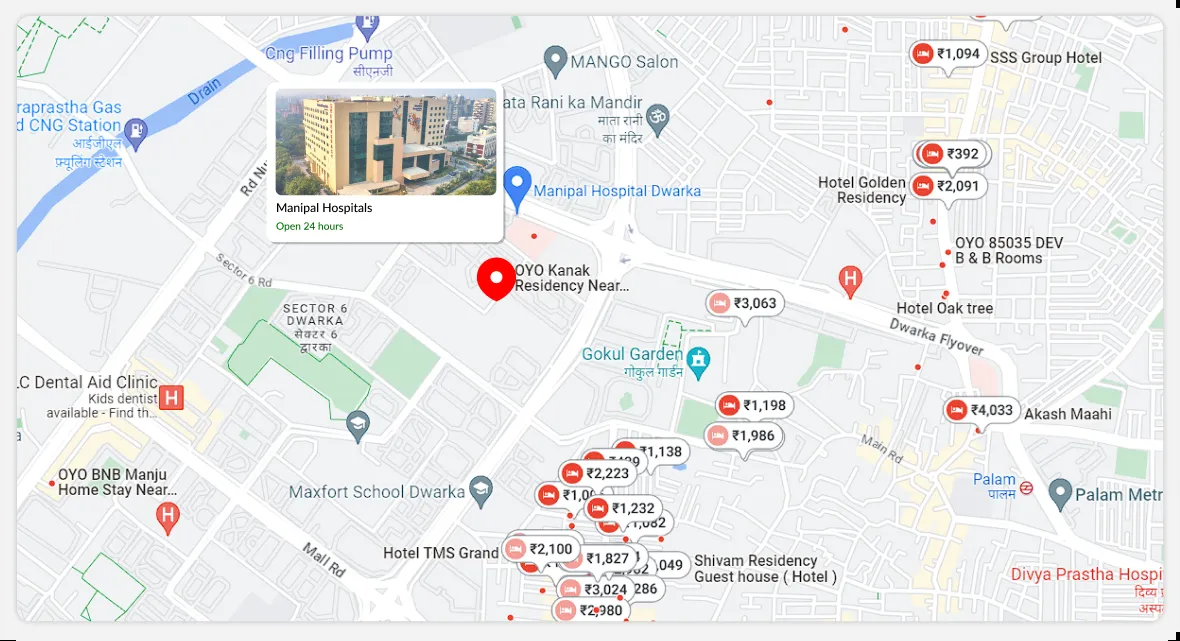 Cng Filling Pump
सीएनजी
MANGO Salon
₹1,094
SSS Group Hotel
Drain
raprastha Gas
d CNG Station
आईजीएल
फ़्यूलिंग स्टेशन
ata Rani ka Mandir
माता रानी
का मंदिर
₹392
Rd Nu
Manipal Hospital Dwarka
Hotel Golden
Residency
₹2,091
Manipal Hospitals
Open 24 hours
OYO 85035 DEV
B & B Rooms
Sector 6 Rd
OYO Kanak
Residency Near...
H
₹3,063
Hotel Oak tree
SECTOR 6
DWARKA
सेक्टर 6
द्वारका
Dwarka Flyover
Gokul Garden
गोकुल गार्डन
LC Dental Aid Clinic
Kids dentist
available - Find th...
H
₹1,198
₹4,033
Akash Maahi
₹1,986
Main Rd
₹1,138
₹2,223
OYO BNB Manju
Home Stay Near...
Maxfort School Dwarka
Palam
पालम
Palam Metr
₹1,232
1,082
H
Mall Rd
Hotel TMS Grand
₹2,100
₹1,827
,049
Shivam Residency
Guest house ( Hotel )
₹3,024
286
₹2,980
Divya Prastha Hospi
दिव्य